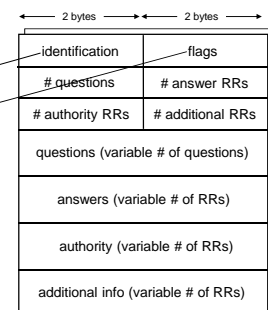 2 bytes 2 bytes
identification flags
# questions # answer RRs
# authority RRs # additional RRs
questions (variable # of questions)
answers (variable # of RRs)
authority (variable # of RRs)
additional info (variable # of RRs)